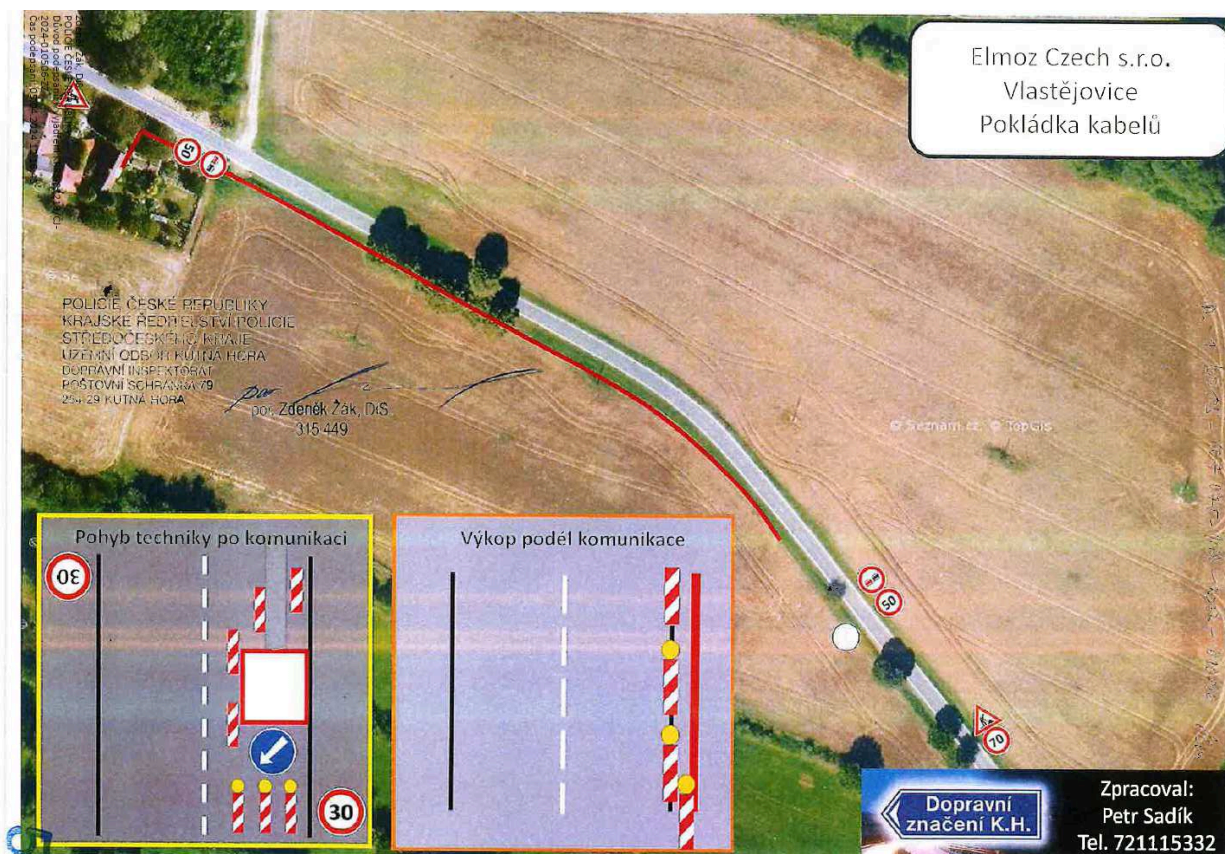 Elmoz Czech s.r.o.
Vlastějovice
Pokládka kabelů
50
POLICIE ČESKÉ REPUBLIKY
KRAJSKÉ ŘEDITELSTVÍ POLICIE
STŘEDOČESKÉHO KRAJE
ÚZEMNÍ ODBOR KUTNÁ HORA
DOPRAVNÍ INSPEKTORÁT
POŠTOVNÍ SCHRÁNKA 79
284 29 KUTNÁ HORA
Zdeněk Žák, DiS.
315 449
© Seznam.cz, © TopGis
50
70
Pohyb techniky po komunikaci
30
30
Výkop podél komunikace
Dopravní
značení K.H.
Zpracoval:
Petr Sadík
Tel. 721115332